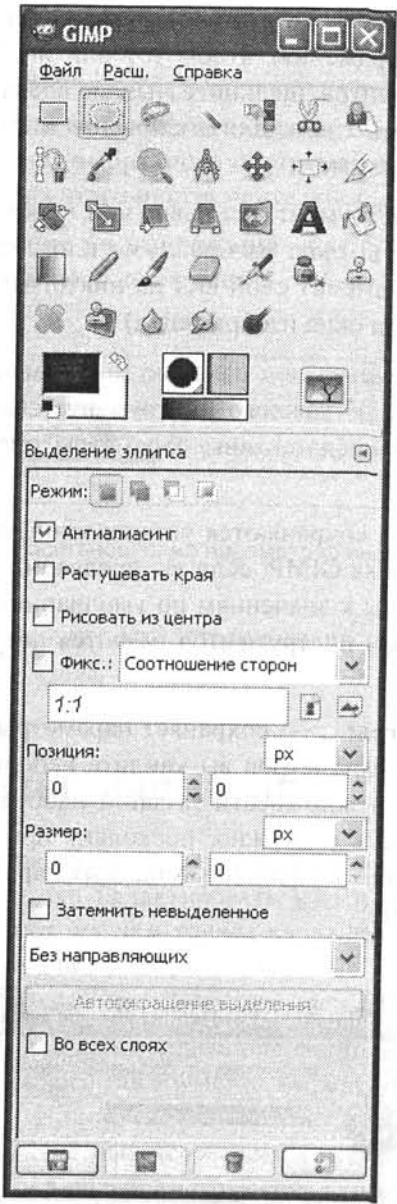 GIMP
Файл Расш. Справка
Выделение эллипса
Режим:
Антиалиасинг
Растушевать края
Рисовать из центра
Фикс.: Соотношение сторон
1:1
Позиция: px
0 0
Размер: px
0 0
Затемнить невыделенное
Без направляющих
Автосокращение выделения
Во всех слоях